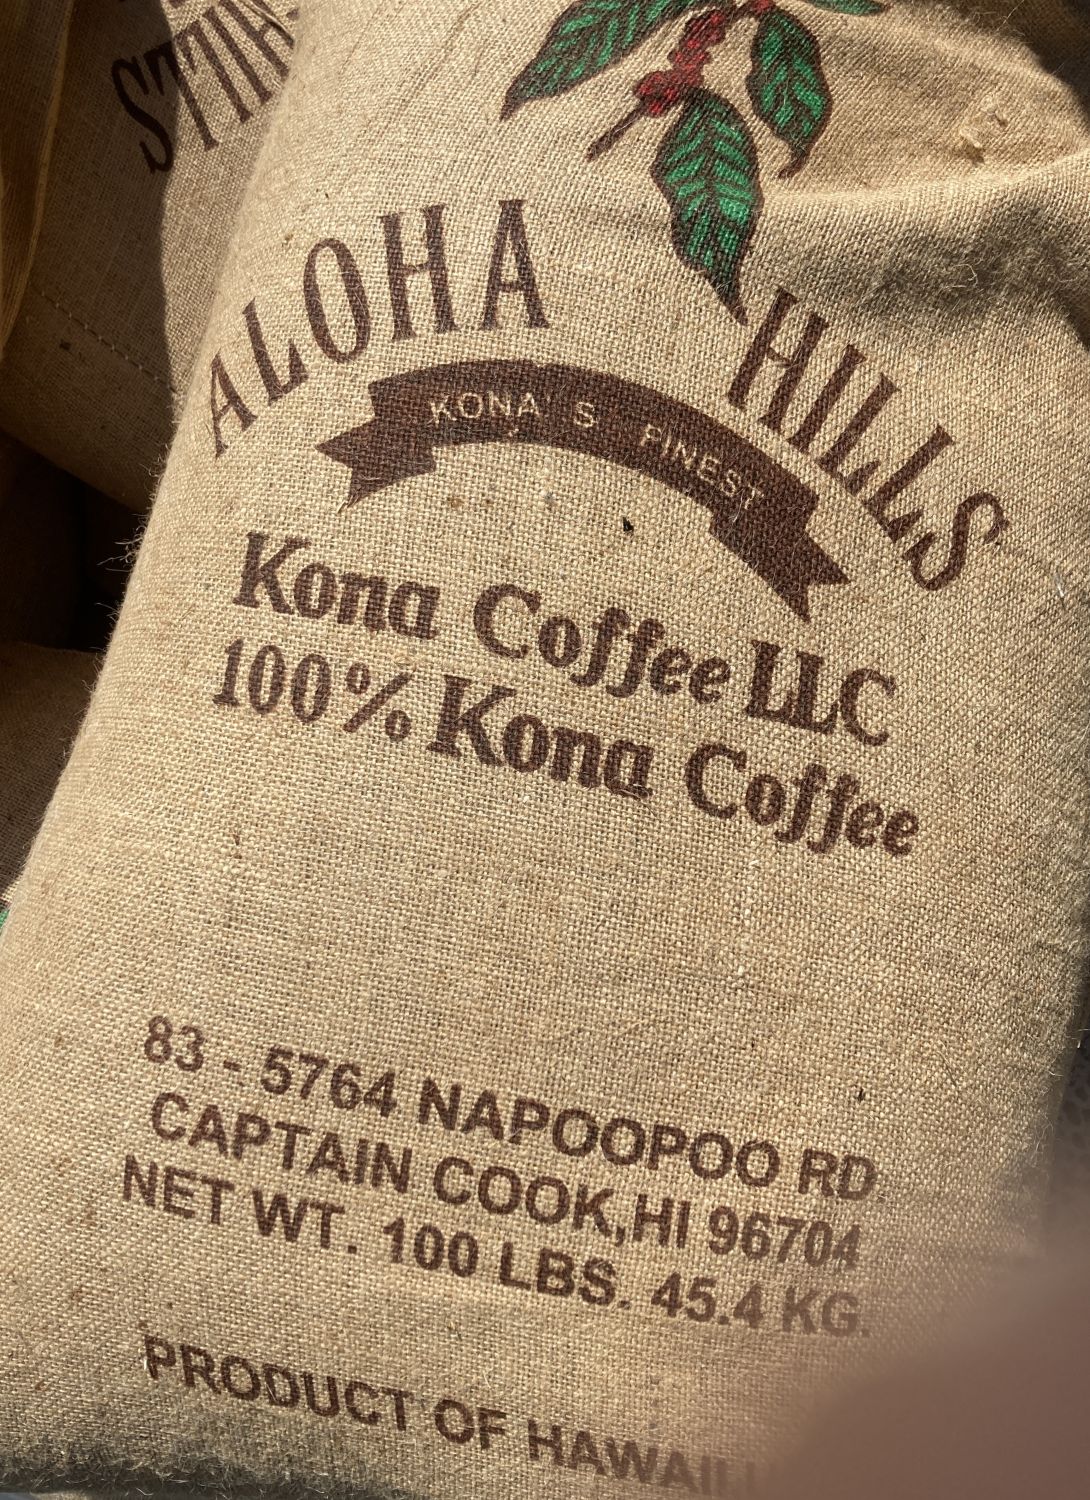 ALOHA HILLS
KONA'S FINEST
Kona Coffee LLC
100% Kona Coffee
83 - 5764 NAPOOPOO RD.
CAPTAIN COOK, HI 96704
NET WT. 100 LBS. 45.4 KG.
PRODUCT OF HAWAII